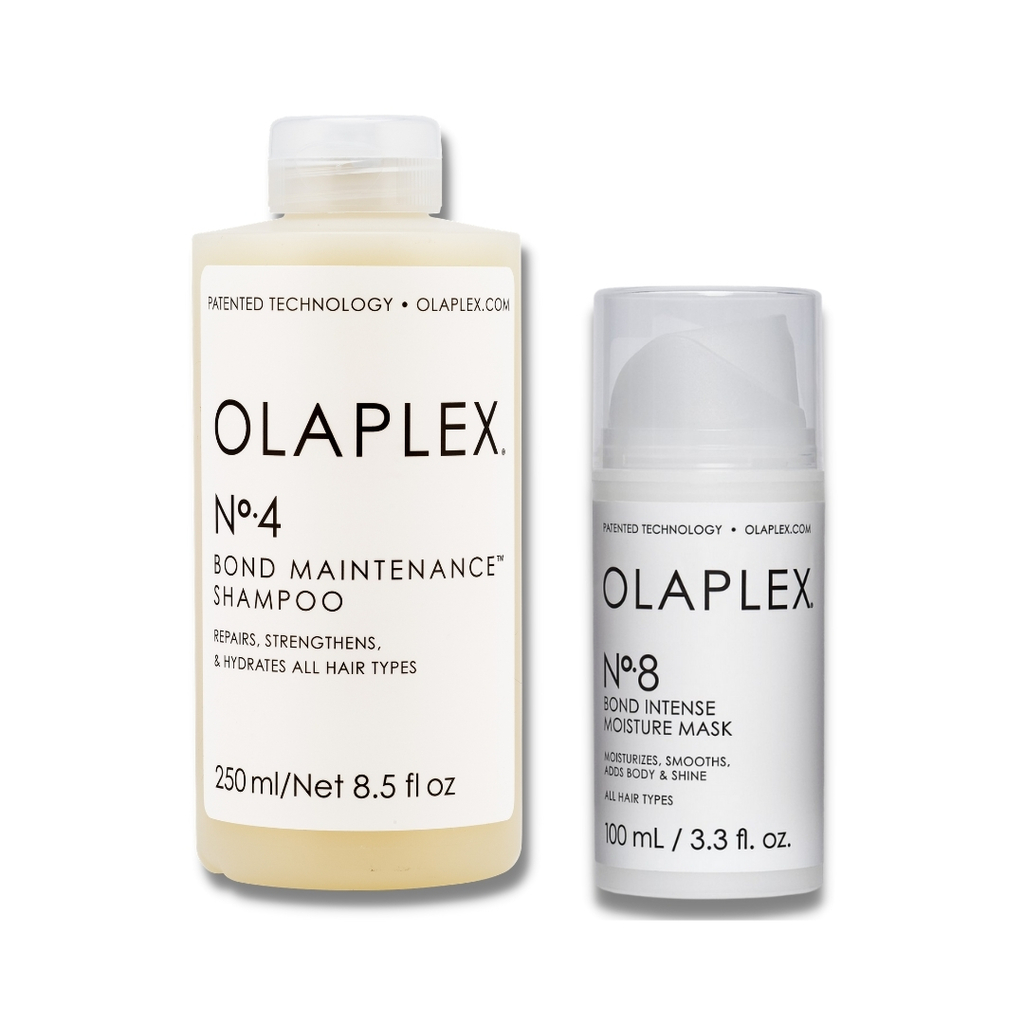 PATENTED TECHNOLOGY • OLAPLEX.COM
OLAPLEX.
Nº.4
BOND MAINTENANCE™
SHAMPOO
REPAIRS, STRENGTHENS,
& HYDRATES ALL HAIR TYPES
250 ml/Net 8.5 fl oz
PATENTED TECHNOLOGY • OLAPLEX.COM
OLAPLEX.
Nº.8
BOND INTENSE
MOISTURE MASK
MOISTURIZES, SMOOTHS,
ADDS BODY & SHINE
ALL HAIR TYPES
100 mL / 3.3 fl. oz.